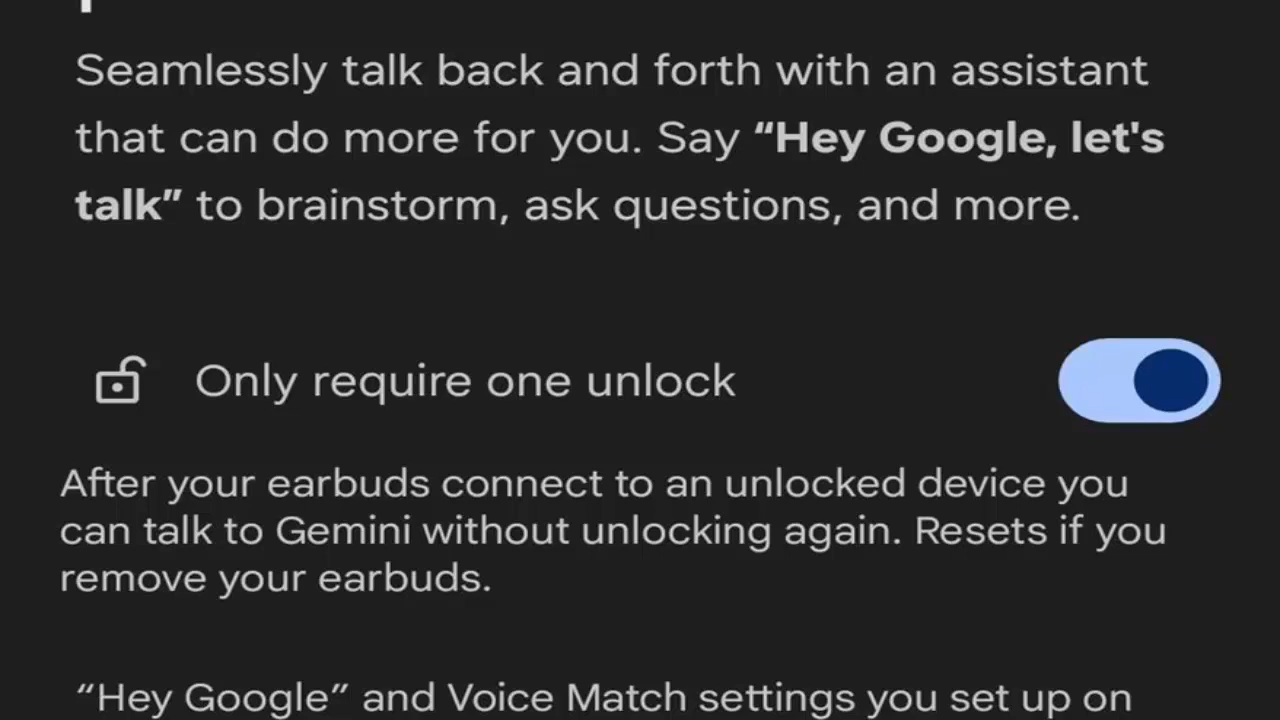 Seamlessly talk back and forth with an assistant
that can do more for you. Say “Hey Google, let's
talk” to brainstorm, ask questions, and more.
Only require one unlock
After your earbuds connect to an unlocked device you
can talk to Gemini without unlocking again. Resets if you
remove your earbuds.
“Hey Google” and Voice Match settings you set up on